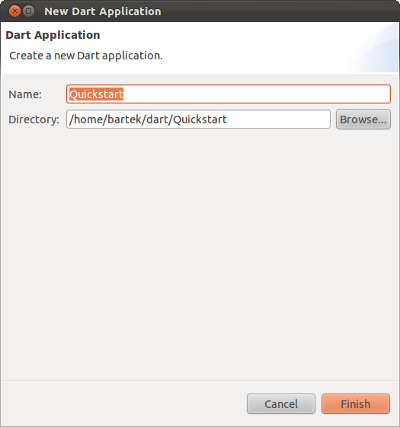 New Dart Application
Dart Application
Create a new Dart application.
Name: Quickstart
Directory: /home/bartek/dart/Quickstart Browse...
Cancel Finish